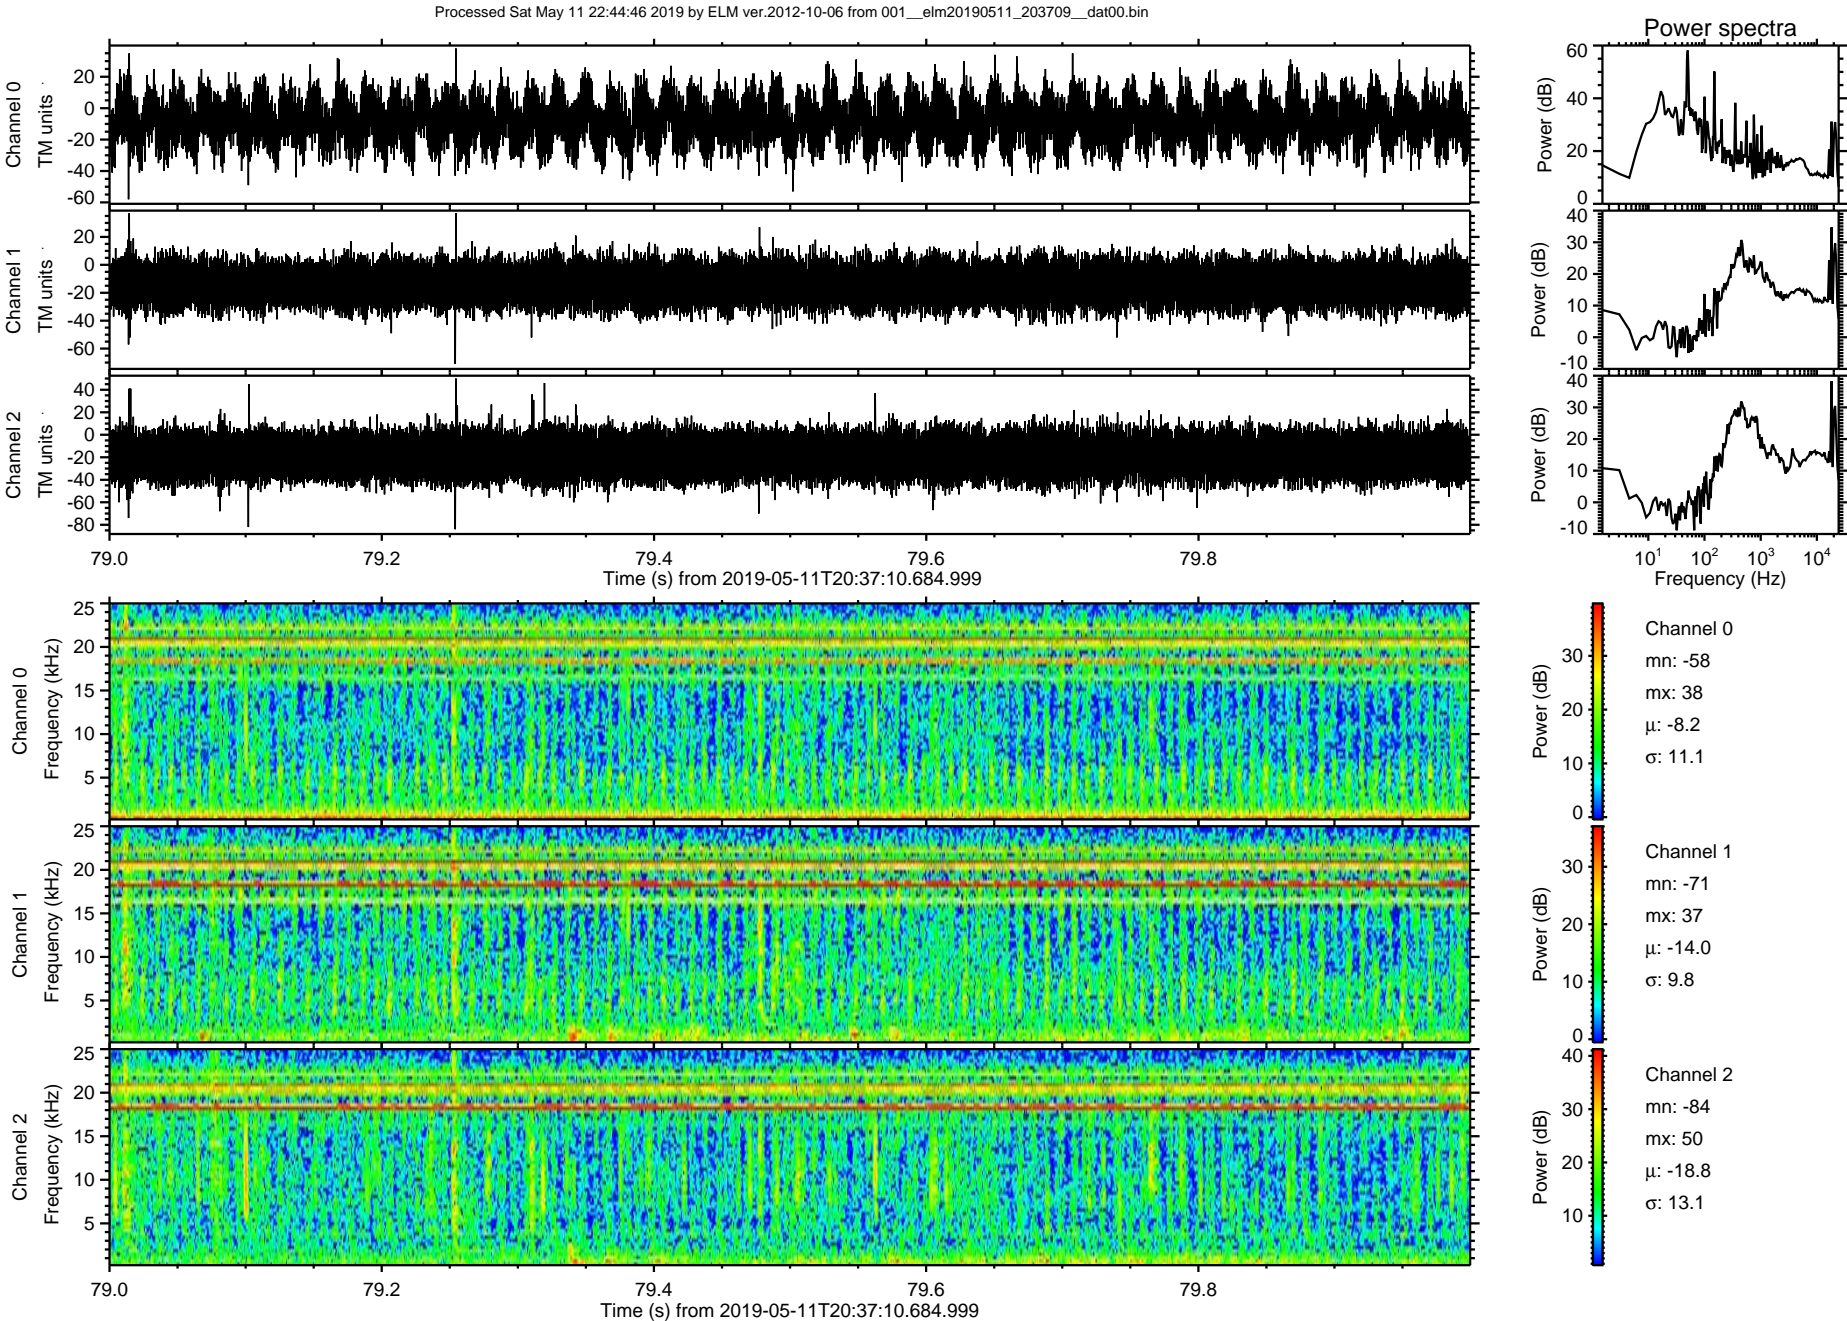 Processed Sat May 11 22:44:46 2019 by ELM ver.2012-10-06 from 001__elm20190511_203709__dat00.bin
Power spectra
Channel 0
TM units
20
0
-20
-40
-60
Power (dB)
60
40
20
0
Channel 1
TM units
20
0
-20
-40
-60
Power (dB)
40
30
20
10
0
-10
Channel 2
TM units
40
20
0
-20
-40
-60
-80
Power (dB)
40
30
20
10
0
-10
79.0 79.2 79.4 79.6 79.8
Time (s) from 2019-05-11T20:37:10.684.999
10^1 10^2 10^3 10^4
Frequency (Hz)
Channel 0
Frequency (kHz)
25
20
15
10
5
Power (dB)
30
20
10
0
Channel 0
mn: -58
mx: 38
μ: -8.2
σ: 11.1
Channel 1
Frequency (kHz)
25
20
15
10
5
Power (dB)
30
20
10
0
Channel 1
mn: -71
mx: 37
μ: -14.0
σ: 9.8
Channel 2
Frequency (kHz)
25
20
15
10
5
Power (dB)
40
30
20
10
Channel 2
mn: -84
mx: 50
μ: -18.8
σ: 13.1
79.0 79.2 79.4 79.6 79.8
Time (s) from 2019-05-11T20:37:10.684.999